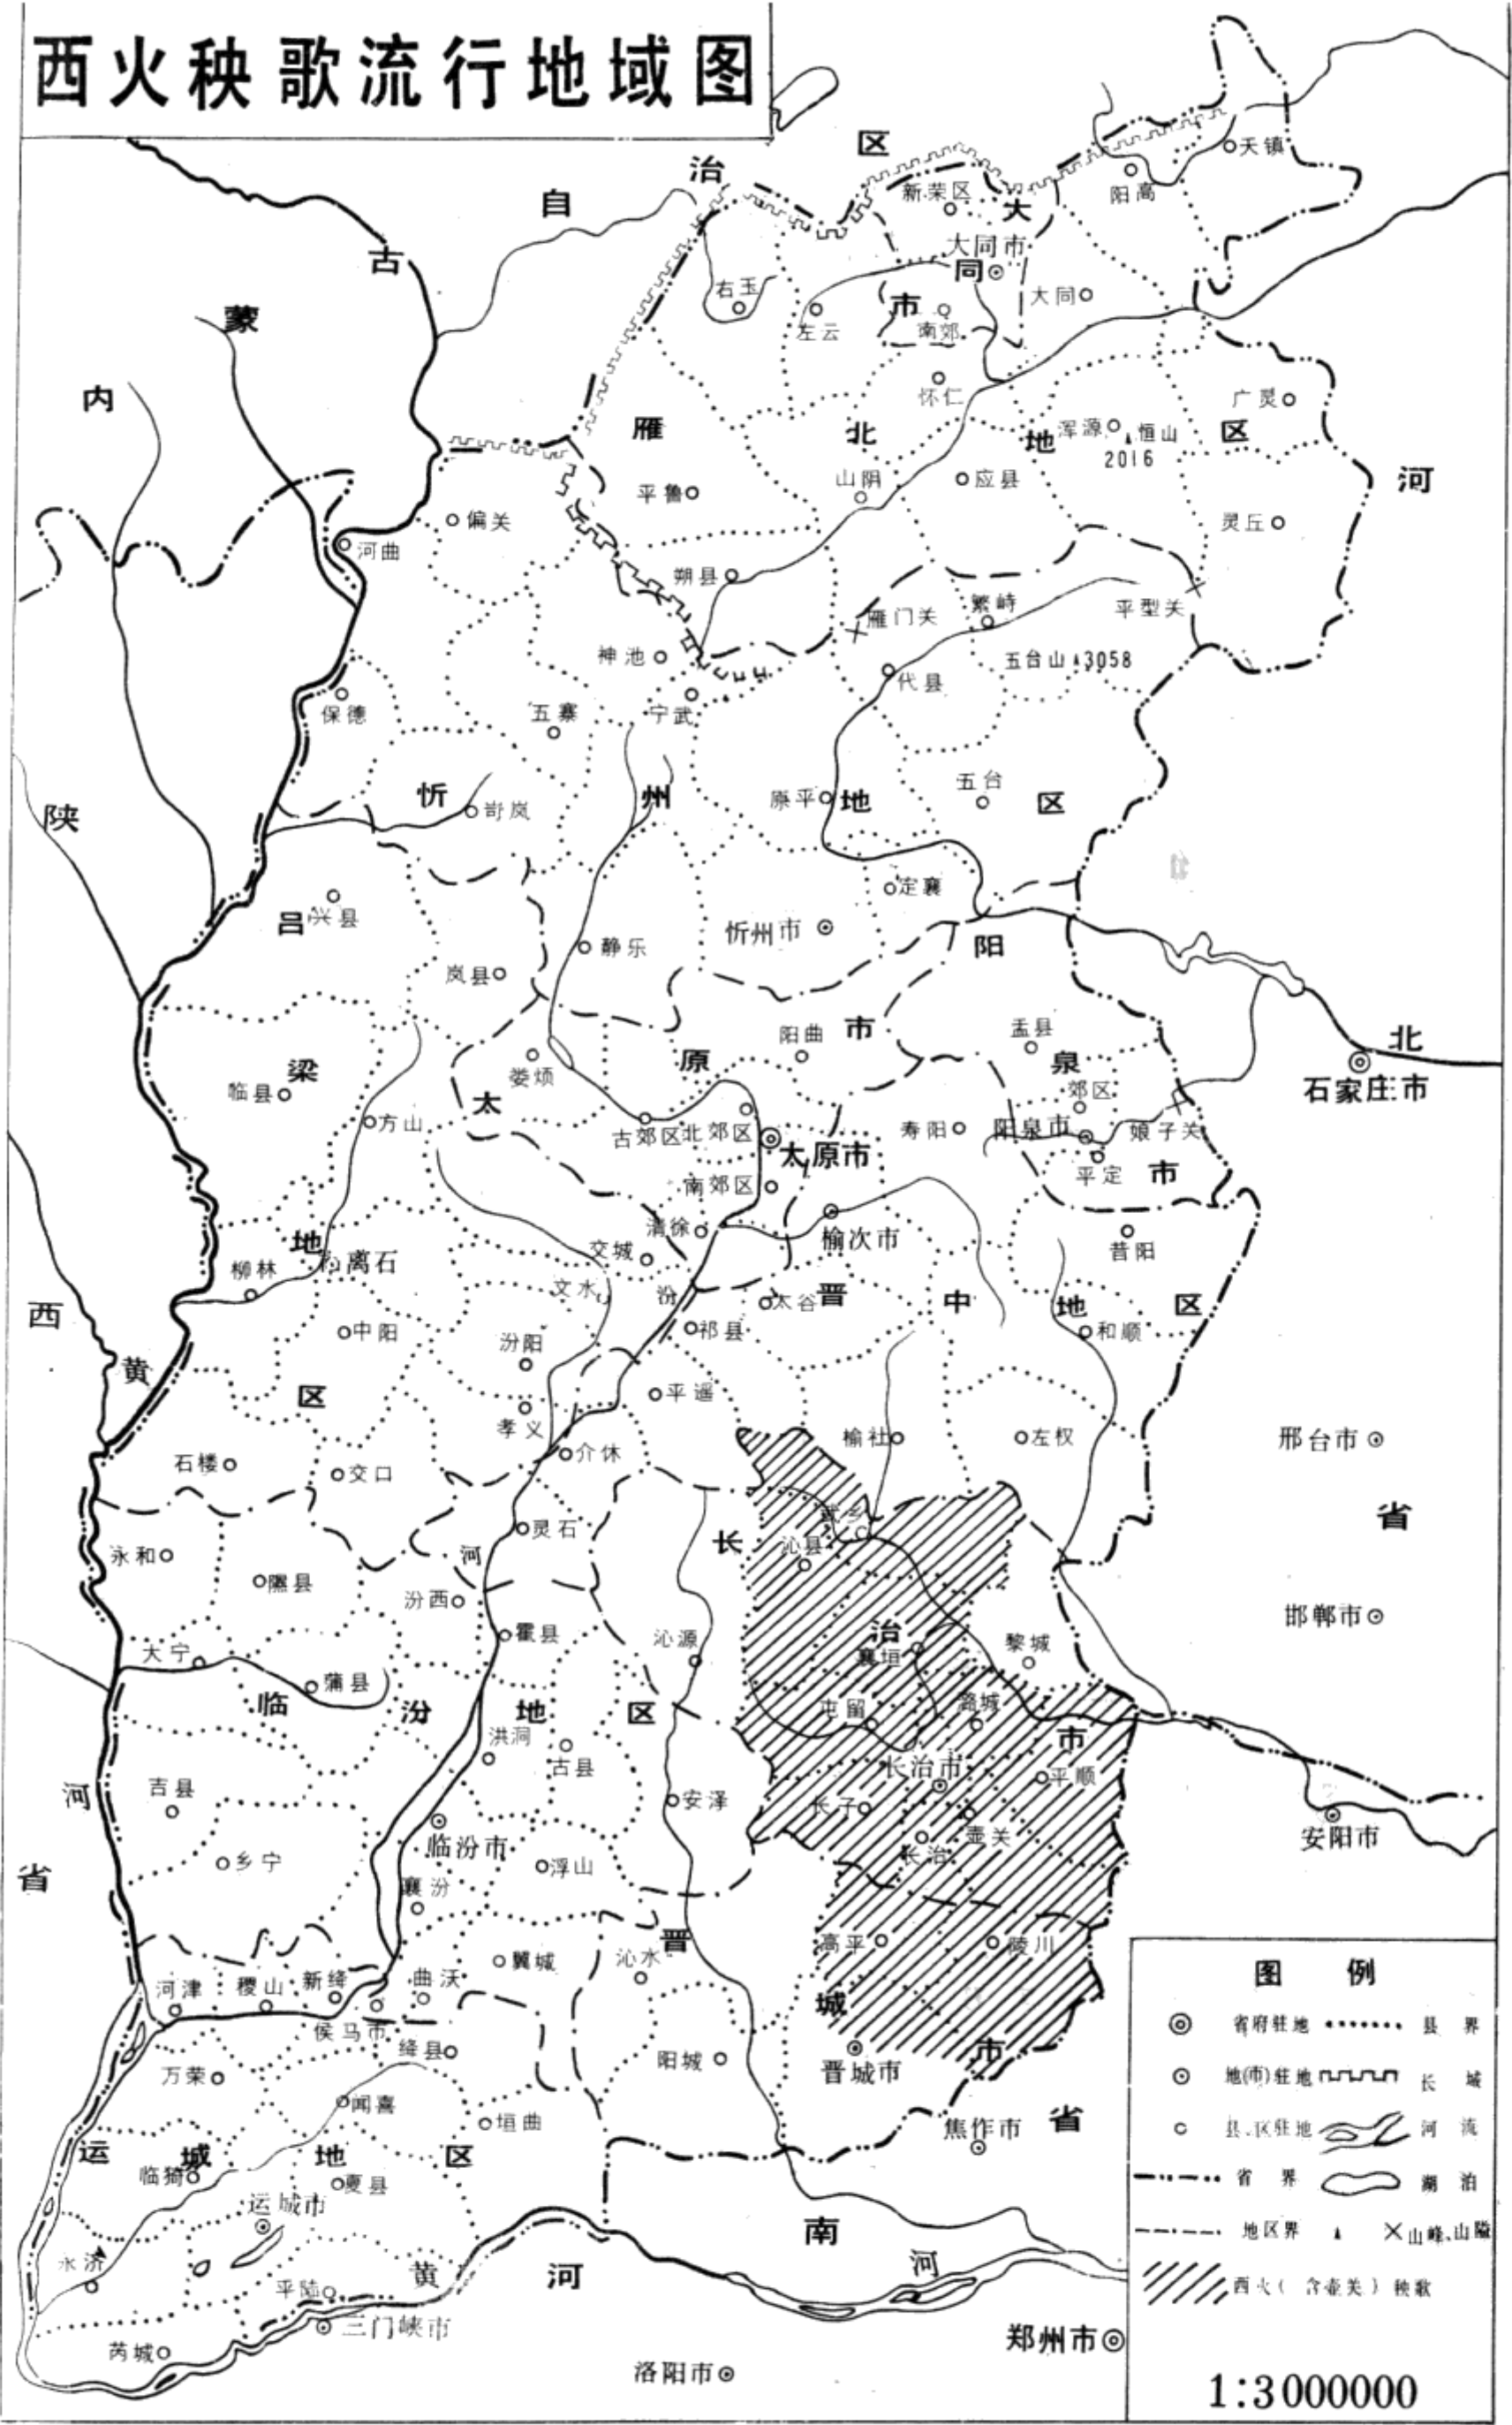 西火秧歌流行地域图
内 蒙 古 自 治 区
天镇
阳高
新荣区
大同市
大同市
大同
右玉
左云
南郊
怀仁
雁北地区
浑源
恒山
2016
广灵
平鲁
山阴
应县
灵丘
河北省
偏关
河曲
朔县
雁门关
繁峙
平型关
神池
五台山 3058
代县
保德
五寨
宁武
忻州地区
岢岚
原平
五台
陕西省
定襄
兴县
忻州市
静乐
岚县
阳泉市
吕梁地区
太原市
阳曲
盂县
娄烦
郊区
石家庄市
临县
方山
古郊区
北郊区
太原市
寿阳
阳泉市
娘子关
平定
南郊区
清徐
榆次市
昔阳
交城
离石
柳林
文水
汾
太谷
晋中地区
和顺
中阳
汾阳
祁县
黄
平遥
孝义
榆社
左权
邢台市
石楼
交口
介休
长治市
武乡
沁县
灵石
永和
隰县
河
汾西
邯郸市
霍县
沁源
襄垣
黎城
大宁
蒲县
临汾地区
屯留
潞城
洪洞
古县
长治市
平顺
吉县
河
安泽
长子
壶关
安阳市
临汾市
长治
乡宁
浮山
襄汾
晋城市
高平
陵川
翼城
沁水
河津
稷山
新绛
曲沃
侯马市
绛县
万荣
阳城
晋城市
闻喜
垣曲
焦作市
河南省
运城地区
临猗
夏县
运城市
永济
平陆
黄
河
三门峡市
芮城
郑州市
洛阳市
图 例
省府驻地
县 界
地(市)驻地
长 城
县.区驻地
河 流
省 界
湖 泊
地区界
山峰、山隘
西火(含壶关)秧歌
1:3000000